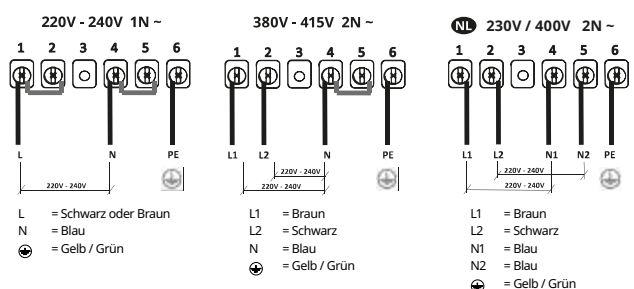 220V - 240V 1N ~
1 2 3 4 5 6
L N PE
220V - 240V
L = Schwarz oder Braun
N = Blau
= Gelb / Grün
380V - 415V 2N ~
1 2 3 4 5 6
L1 L2 N PE
220V - 240V
220V - 240V
L1 = Braun
L2 = Schwarz
N = Blau
= Gelb / Grün
NL 230V / 400V 2N ~
1 2 3 4 5 6
L1 L2 N1 N2 PE
220V - 240V
220V - 240V
L1 = Braun
L2 = Schwarz
N1 = Blau
N2 = Blau
= Gelb / Grün